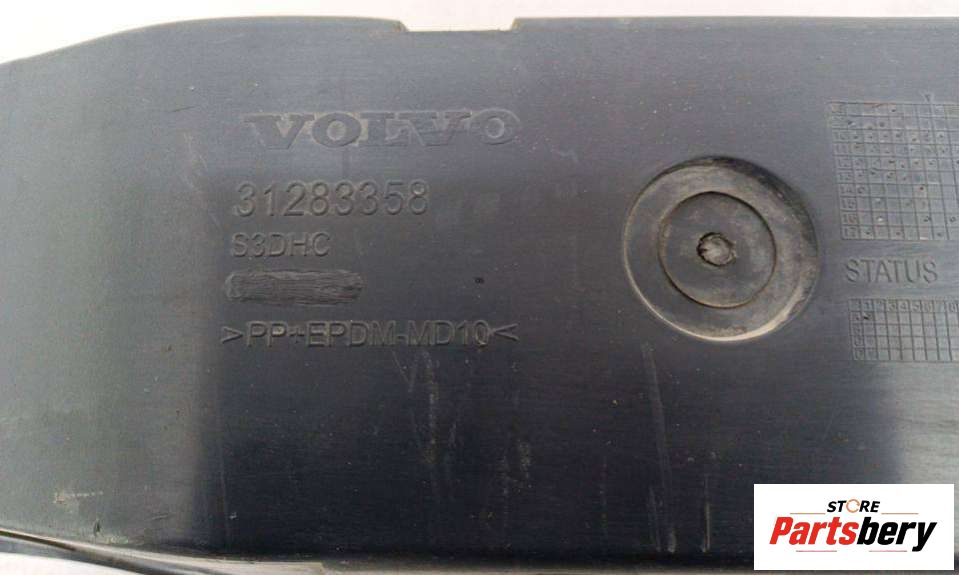 VOLVO
31283358
S3DHC
>PP+EPDM-MD10<
STATUS
STORE
Partsbery